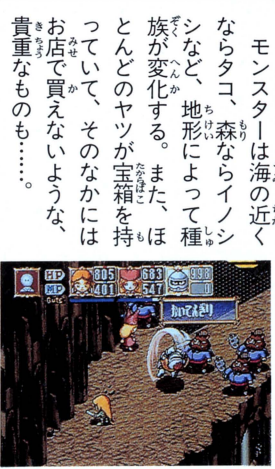 モンスターは海の近く
ならタコ、森ならイノシ
シなど、地形によって種
族が変化する。また、ほ
とんどのヤツが宝箱を持
っていて、そのなかには
お店で買えないような、
貴重なものも……。
HP 805 683 998
MP 401 547 0
Guts
かいてんぎり